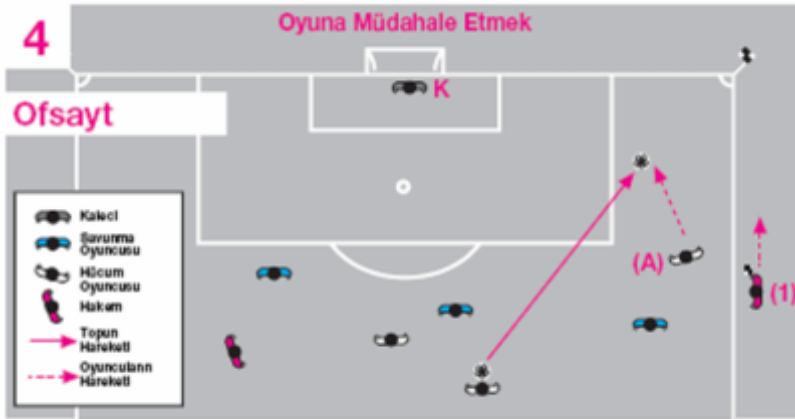 4
Oyuna Müdahale Etmek
K
Ofsayt
Kaleci
Savunma
Oyuncusu
Hücum
Oyuncusu
Hakem
Topun
Hareketi
Oyuncuların
Hareketi
(A)
(1)